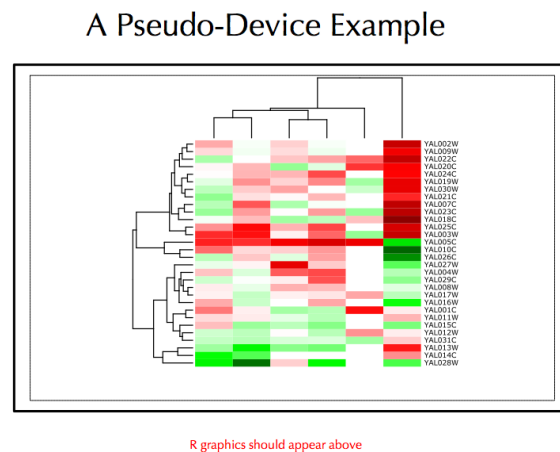 A Pseudo-Device Example
YAL002W
YAL009W
YAL022C
YAL020C
YAL024C
YAL019W
YAL030W
YAL021C
YAL007C
YAL023C
YAL018C
YAL025C
YAL003W
YAL005C
YAL010C
YAL026C
YAL027W
YAL004W
YAL029C
YAL008W
YAL017W
YAL016W
YAL001C
YAL011W
YAL015C
YAL012W
YAL031C
YAL013W
YAL014C
YAL028W
R graphics should appear above